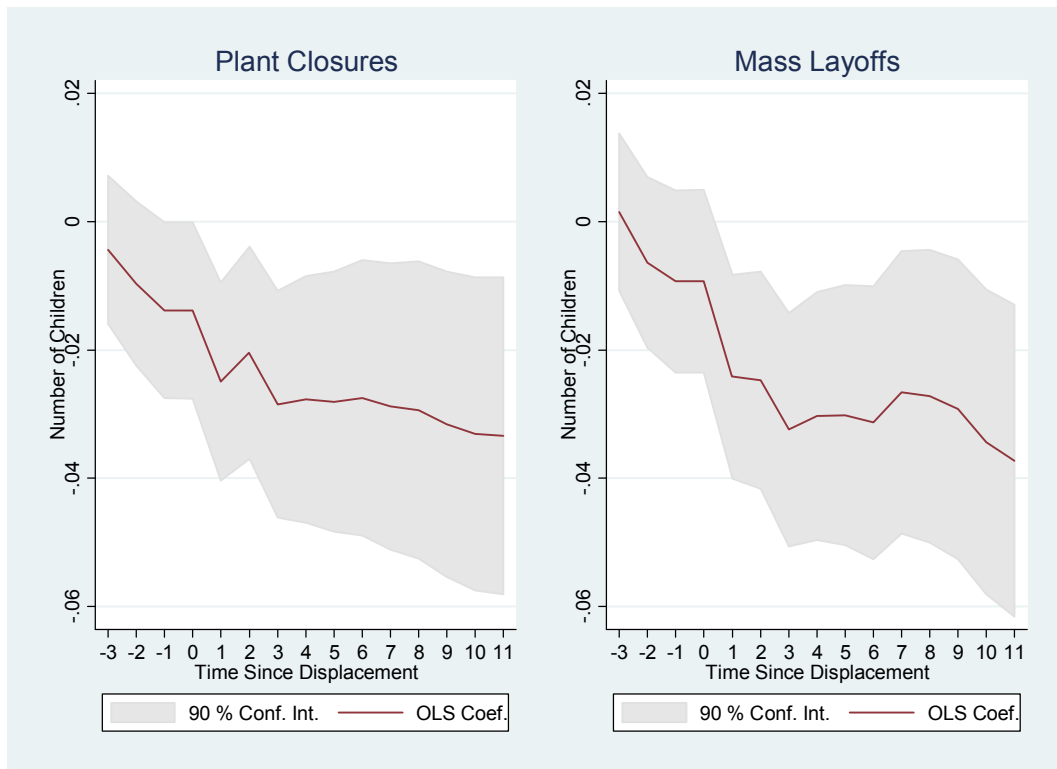 Plant Closures
Number of Children
.02
0
-.02
-.04
-.06
-3 -2 -1 0 1 2 3 4 5 6 7 8 9 10 11
Time Since Displacement
90 % Conf. Int. OLS Coef.
Mass Layoffs
Number of Children
.02
0
-.02
-.04
-.06
-3 -2 -1 0 1 2 3 4 5 6 7 8 9 10 11
Time Since Displacement
90 % Conf. Int. OLS Coef.